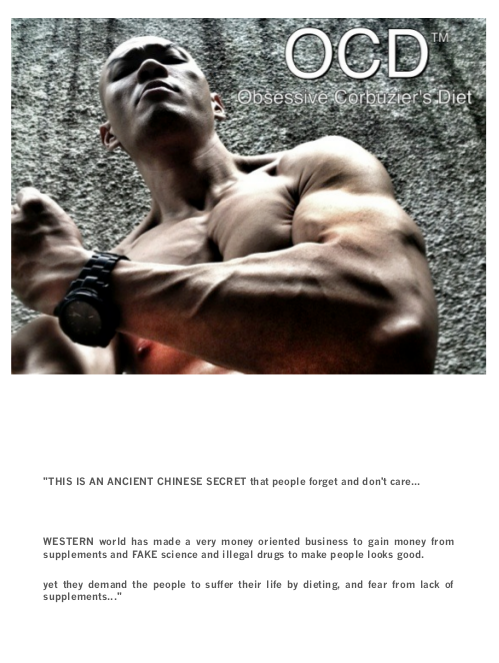 OCD™
Obsessive Corbuzier's Diet
"THIS IS AN ANCIENT CHINESE SECRET that people forget and don't care...
WESTERN world has made a very money oriented business to gain money from
supplements and FAKE science and illegal drugs to make people looks good.
yet they demand the people to suffer their life by dieting, and fear from lack of
supplements..."